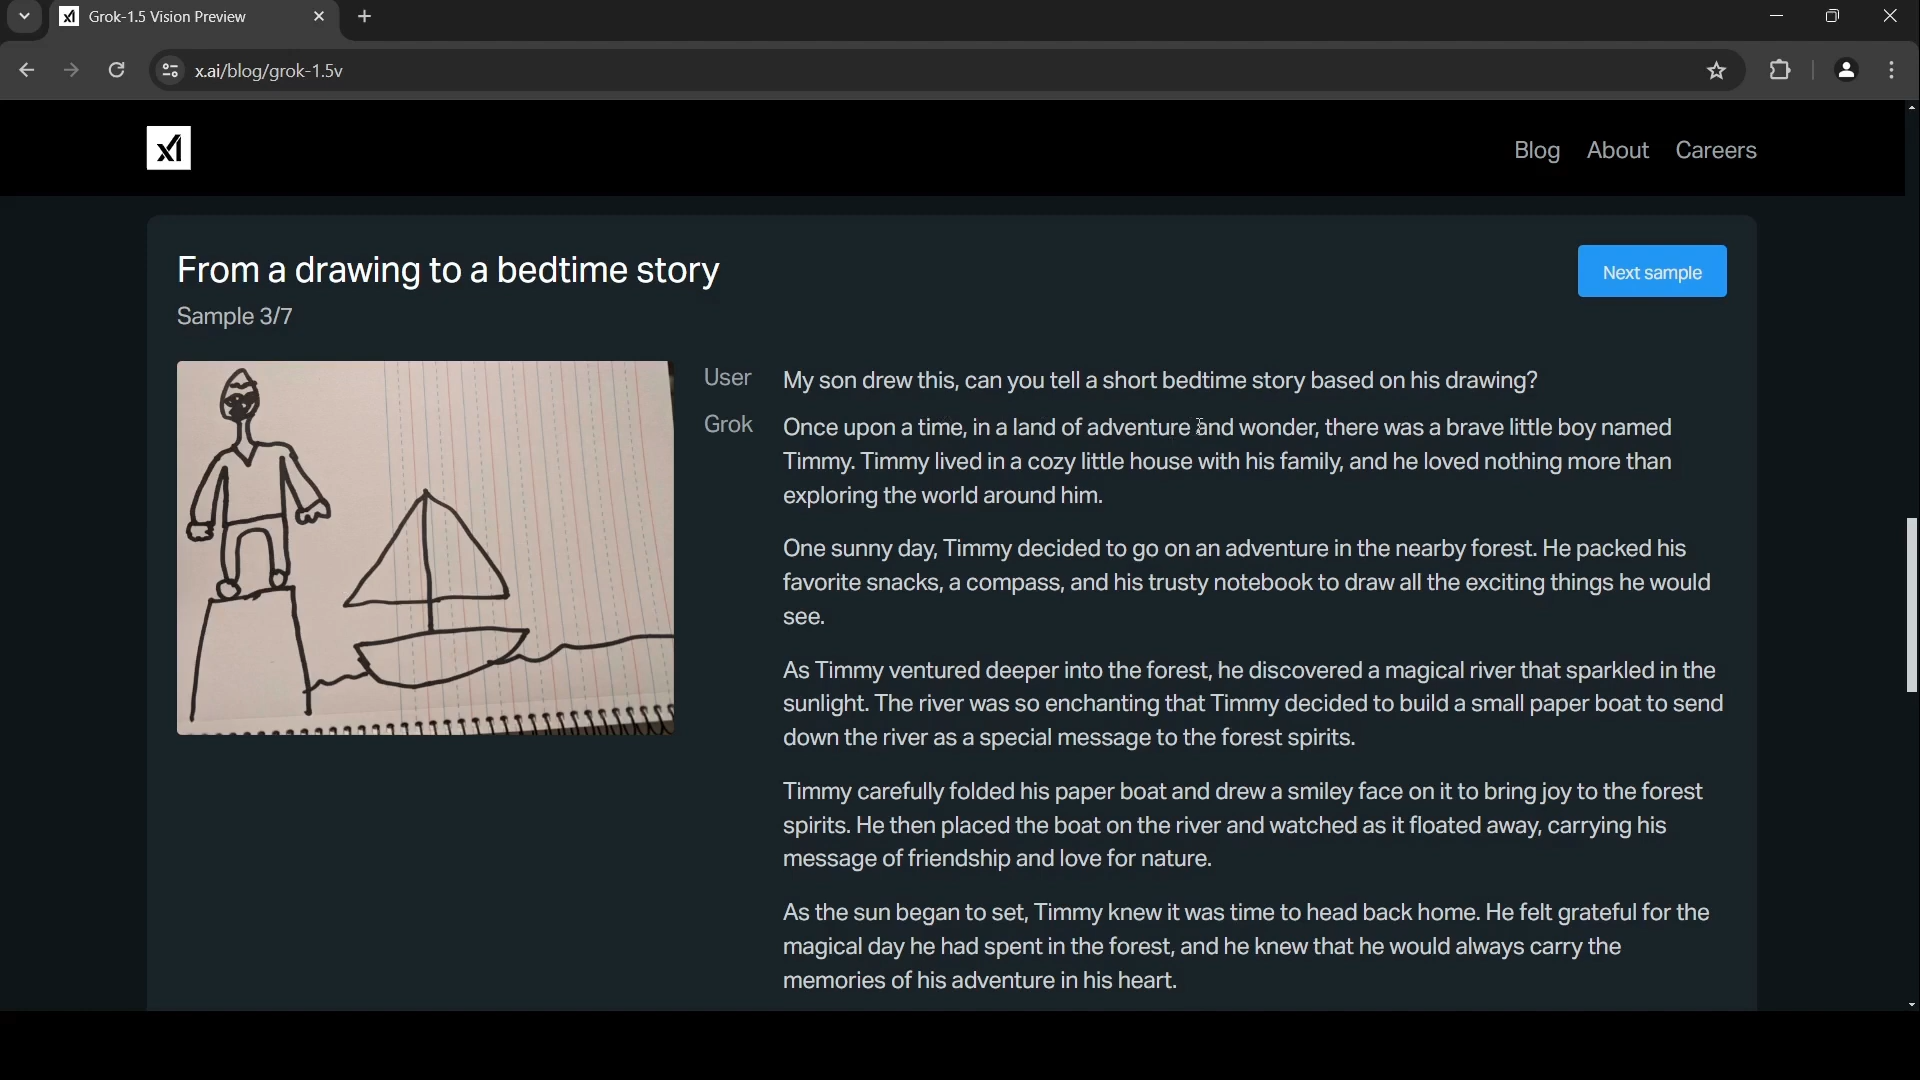 Grok-1.5 Vision Preview
x.ai/blog/grok-1.5v
xI
Blog About Careers
From a drawing to a bedtime story
Next sample
Sample 3/7
User My son drew this, can you tell a short bedtime story based on his drawing?
Grok Once upon a time, in a land of adventure and wonder, there was a brave little boy named
Timmy. Timmy lived in a cozy little house with his family, and he loved nothing more than
exploring the world around him.
One sunny day, Timmy decided to go on an adventure in the nearby forest. He packed his
favorite snacks, a compass, and his trusty notebook to draw all the exciting things he would
see.
As Timmy ventured deeper into the forest, he discovered a magical river that sparkled in the
sunlight. The river was so enchanting that Timmy decided to build a small paper boat to send
down the river as a special message to the forest spirits.
Timmy carefully folded his paper boat and drew a smiley face on it to bring joy to the forest
spirits. He then placed the boat on the river and watched as it floated away, carrying his
message of friendship and love for nature.
As the sun began to set, Timmy knew it was time to head back home. He felt grateful for the
magical day he had spent in the forest, and he knew that he would always carry the
memories of his adventure in his heart.